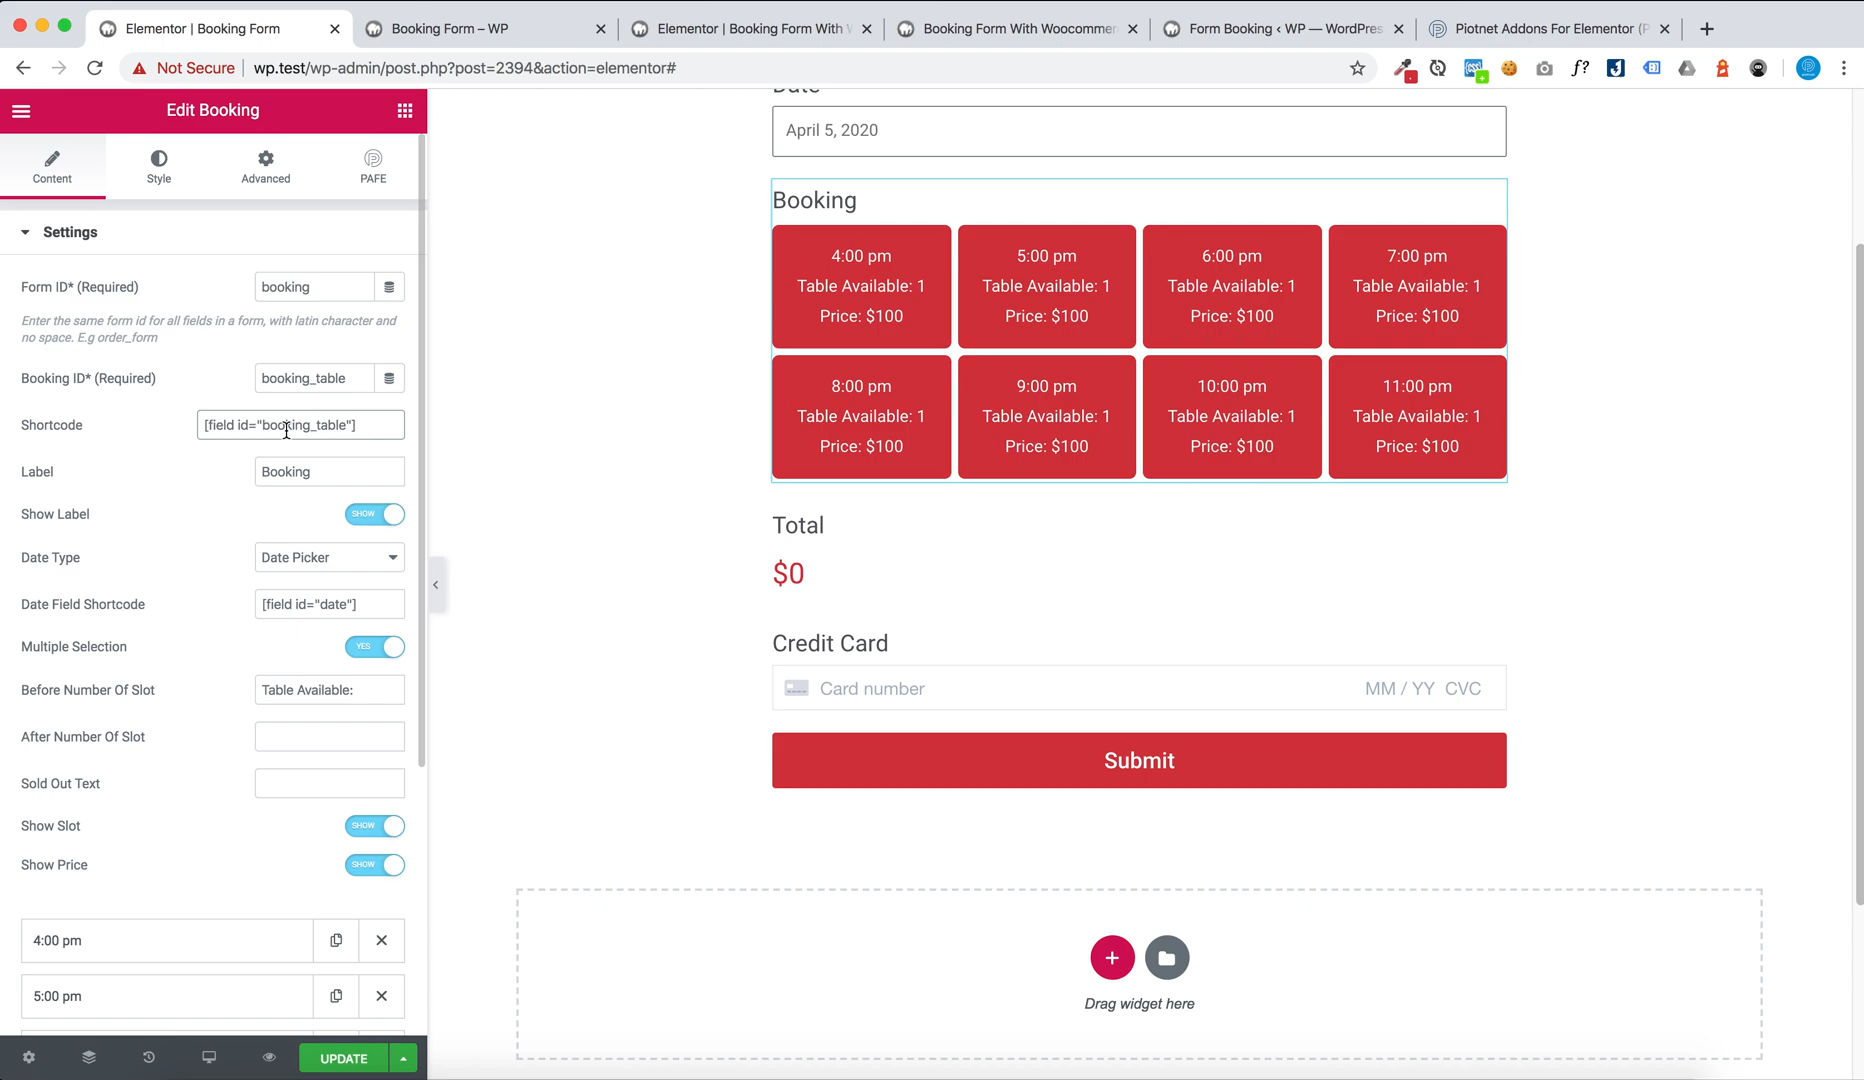 Elementor | Booking Form
Booking Form – WP
Elementor | Booking Form With
Booking Form With Woocommer
Form Booking ‹ WP — WordPres
Piotnet Addons For Elementor (P
Not Secure
wp.test/wp-admin/post.php?post=2394&action=elementor#
f?
Edit Booking
Content
Style
Advanced
PAFE
Settings
Form ID* (Required)
booking
Enter the same form id for all fields in a form, with latin character and
no space. E.g order_form
Booking ID* (Required)
booking_table
Shortcode
[field id="booking_table"]
Label
Booking
Show Label
SHOW
Date Type
Date Picker
Date Field Shortcode
[field id="date"]
Multiple Selection
YES
Before Number Of Slot
Table Available:
After Number Of Slot
Sold Out Text
Show Slot
SHOW
Show Price
SHOW
4:00 pm
5:00 pm
UPDATE
Date
April 5, 2020
Booking
4:00 pm
Table Available: 1
Price: $100
5:00 pm
Table Available: 1
Price: $100
6:00 pm
Table Available: 1
Price: $100
7:00 pm
Table Available: 1
Price: $100
8:00 pm
Table Available: 1
Price: $100
9:00 pm
Table Available: 1
Price: $100
10:00 pm
Table Available: 1
Price: $100
11:00 pm
Table Available: 1
Price: $100
Total
$0
Credit Card
Card number
MM / YY CVC
Submit
Drag widget here